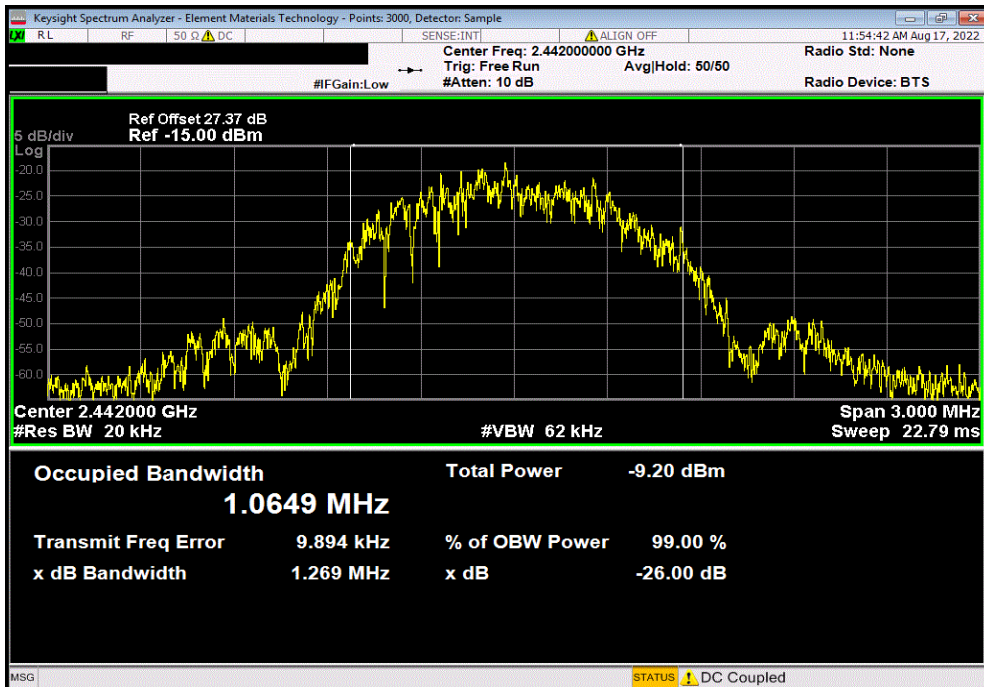 Keysight Spectrum Analyzer - Element Materials Technology - Points: 3000, Detector: Sample
LXI RL RF 50 Ω DC SENSE:INT ALIGN OFF 11:54:42 AM Aug 17, 2022
Center Freq: 2.442000000 GHz Radio Std: None
Trig: Free Run Avg|Hold: 50/50
#IFGain:Low #Atten: 10 dB Radio Device: BTS
Ref Offset 27.37 dB
5 dB/div Ref -15.00 dBm
Log
-20.0
-25.0
-30.0
-35.0
-40.0
-45.0
-50.0
-55.0
-60.0
Center 2.442000 GHz Span 3.000 MHz
#Res BW 20 kHz #VBW 62 kHz Sweep 22.79 ms
Occupied Bandwidth Total Power -9.20 dBm
1.0649 MHz
Transmit Freq Error 9.894 kHz % of OBW Power 99.00 %
x dB Bandwidth 1.269 MHz x dB -26.00 dB
MSG STATUS DC Coupled